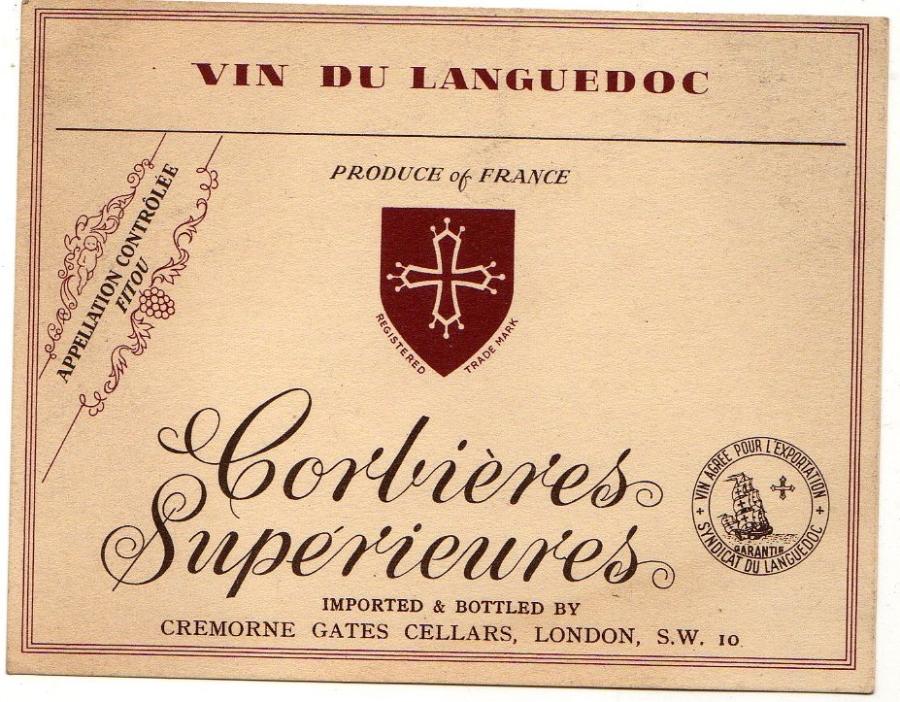 VIN DU LANGUEDOC
PRODUCE of FRANCE
APPELLATION CONTRÔLÉE
FITOU
REGISTERED TRADE MARK
Corbières
Supérieures
VIN AGRÉÉ POUR L'EXPORTATION
GARANTIE
SYNDICAT DU LANGUEDOC
IMPORTED & BOTTLED BY
CREMORNE GATES CELLARS, LONDON, S.W. 10